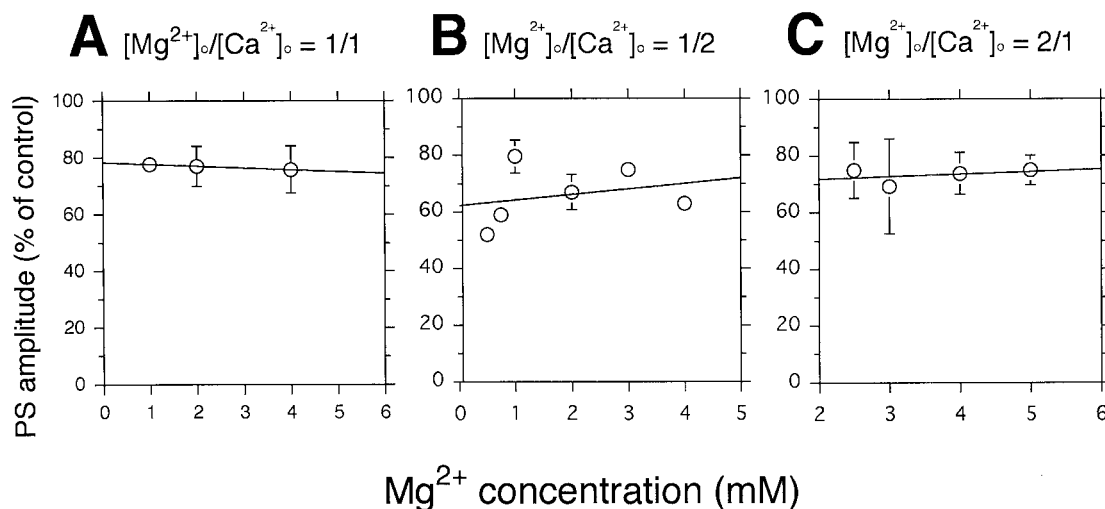 A [Mg²⁺]ₒ/[Ca²⁺]ₒ = 1/1
B [Mg²⁺]ₒ/[Ca²⁺]ₒ = 1/2
C [Mg²⁺]ₒ/[Ca²⁺]ₒ = 2/1
PS amplitude (% of control)
100
80
60
40
20
0
0 1 2 3 4 5 6
100
80
60
40
20
0
0 1 2 3 4 5
100
80
60
40
20
0
2 3 4 5 6
Mg²⁺ concentration (mM)